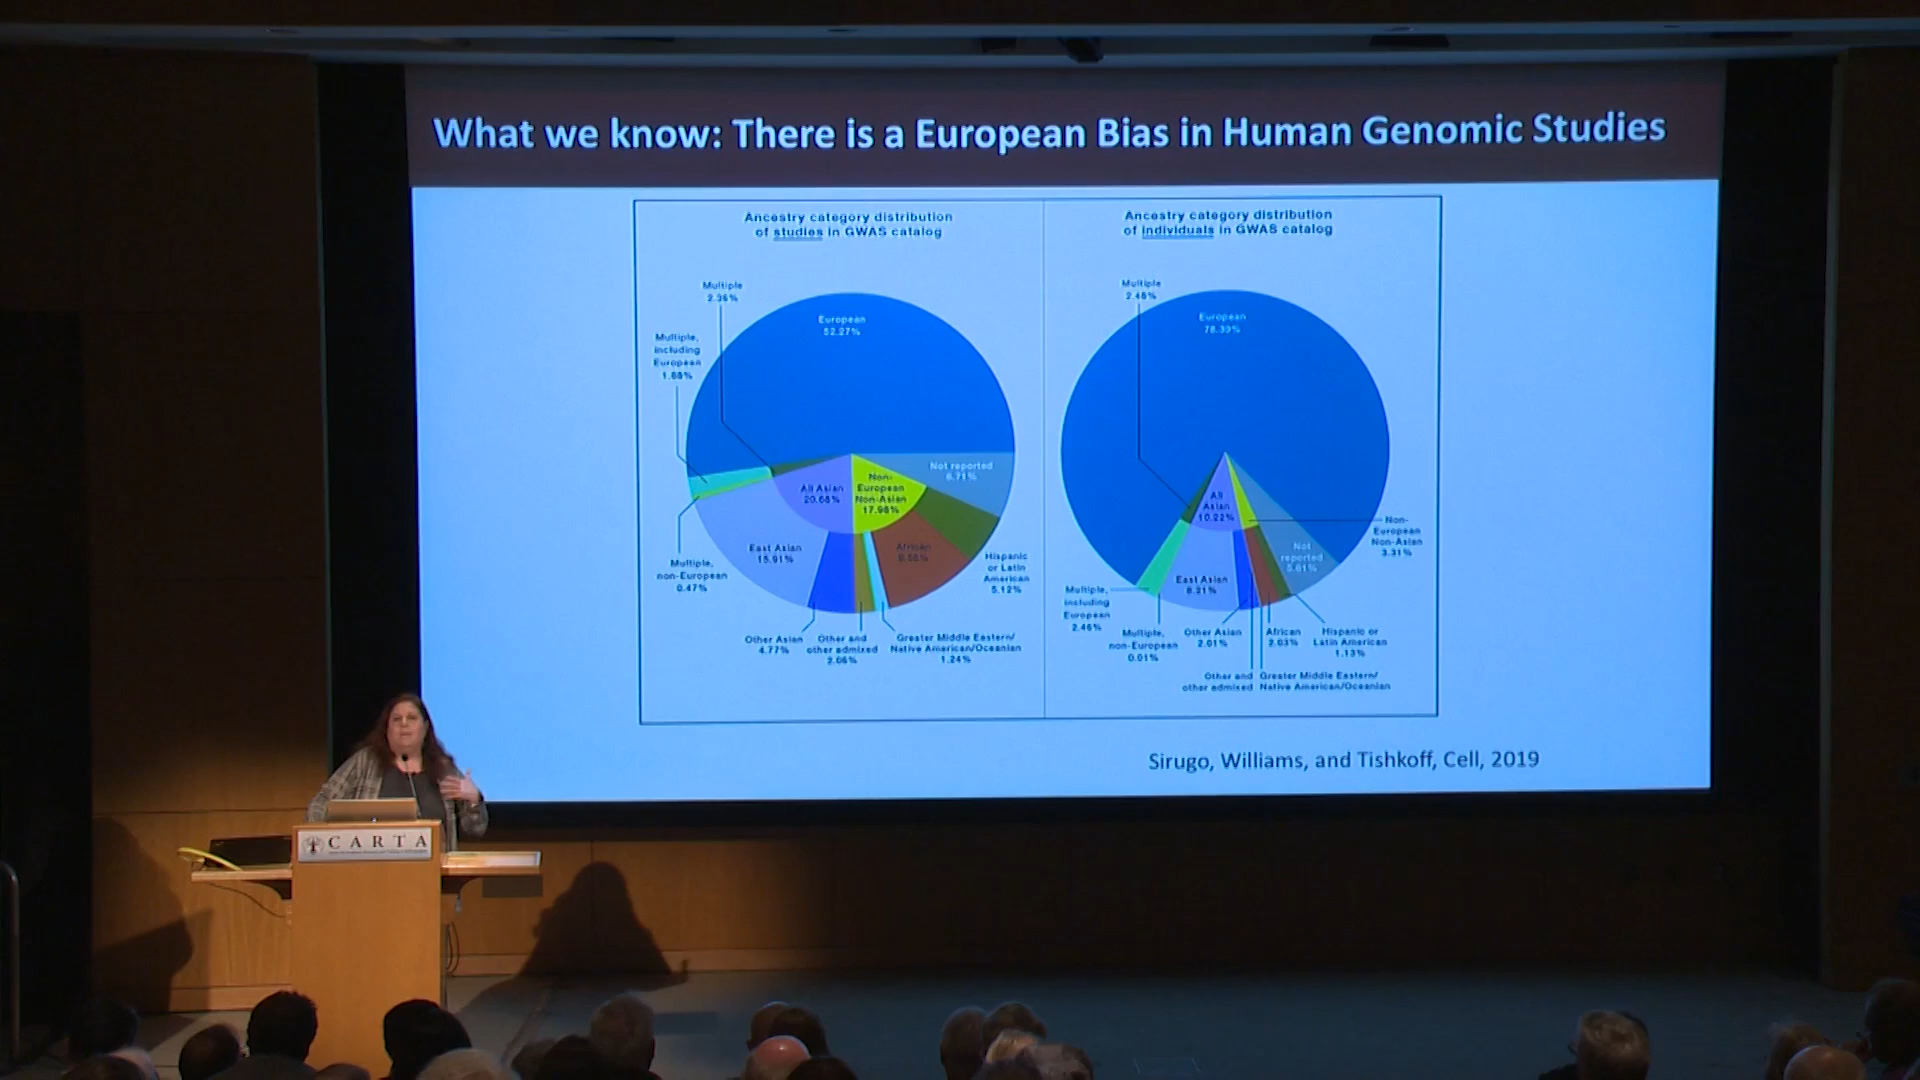 What we know: There is a European Bias in Human Genomic Studies
Ancestry category distribution
of studies in GWAS catalog
Multiple
2.36%
European
52.27%
Multiple,
including
European
1.68%
Not reported
6.71%
All Asian
20.68%
Non-
European
Non-Asian
17.98%
East Asian
15.91%
African
Hispanic
or Latin
American
5.12%
Multiple,
non-European
0.47%
Other Asian
4.77%
Other and
other admixed
2.06%
Greater Middle Eastern/
Native American/Oceanian
1.24%
Ancestry category distribution
of individuals in GWAS catalog
Multiple
2.48%
European
78.39%
All
Asian
10.22%
Non-
European
Non-Asian
3.31%
Not
reported
5.61%
East Asian
8.21%
Multiple,
including
European
2.46%
Multiple,
non-European
0.01%
Other Asian
2.01%
African
2.03%
Hispanic or
Latin American
1.13%
Other and
other admixed
Greater Middle Eastern/
Native American/Oceanian
Sirugo, Williams, and Tishkoff, Cell, 2019
CARTA